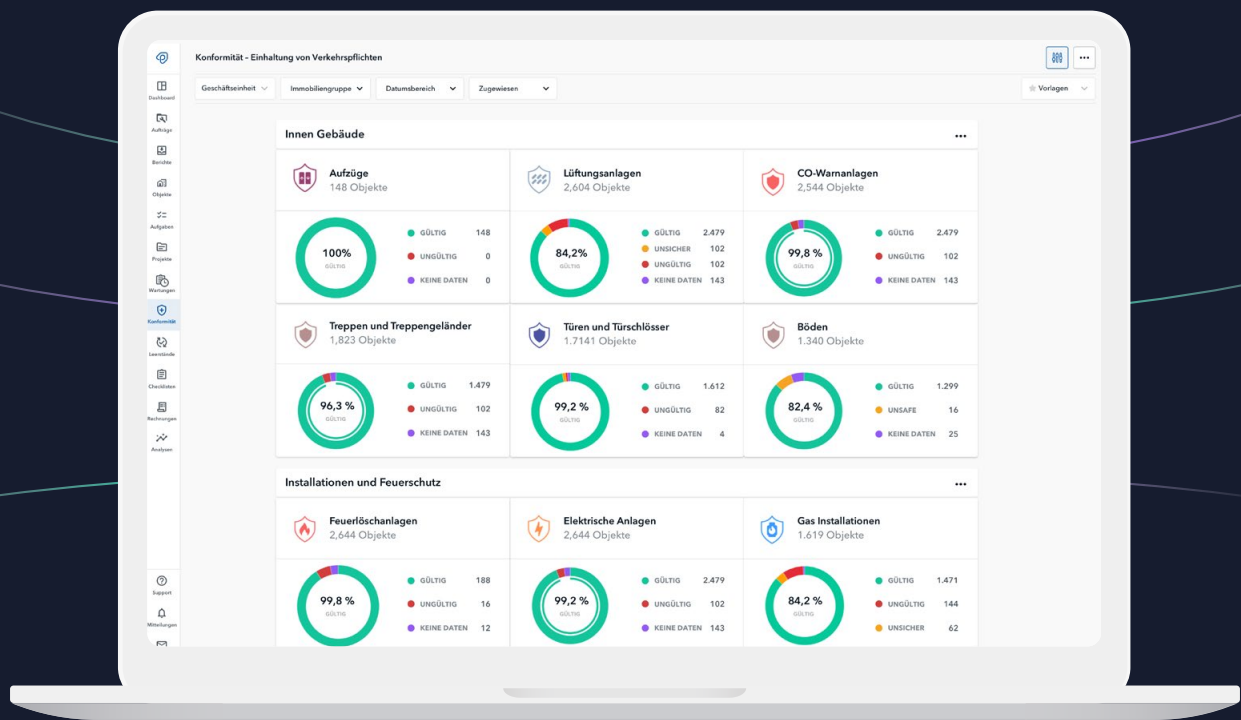 Konformität - Einhaltung von Verkehrspflichten
Geschäftseinheit
Immobiliengruppe
Datumsbereich
Zugewiesen
Vorlagen
Dashboard
Aufträge
Berichte
Objekte
Aufgaben
Projekte
Wartungen
Konformität
Leerstände
Checklisten
Rechnungen
Analysen
Support
Mitteilungen
Innen Gebäude
Aufzüge
148 Objekte
100%
GÜLTIG
GÜLTIG 148
UNGÜLTIG 0
KEINE DATEN 0
Lüftungsanlagen
2,604 Objekte
84,2%
GÜLTIG
GÜLTIG 2.479
UNSICHER 102
UNGÜLTIG 102
KEINE DATEN 143
CO-Warnanlagen
2,544 Objekte
99,8 %
GÜLTIG
GÜLTIG 2.479
UNGÜLTIG 102
KEINE DATEN 143
Treppen und Treppengeländer
1,823 Objekte
96,3 %
GÜLTIG
GÜLTIG 1.479
UNGÜLTIG 102
KEINE DATEN 143
Türen und Türschlösser
1.7141 Objekte
99,2 %
GÜLTIG
GÜLTIG 1.612
UNGÜLTIG 82
KEINE DATEN 4
Böden
1.340 Objekte
82,4 %
GÜLTIG
GÜLTIG 1.299
UNSAFE 16
KEINE DATEN 25
Installationen und Feuerschutz
Feuerlöschanlagen
2,644 Objekte
99,8 %
GÜLTIG
GÜLTIG 188
UNGÜLTIG 16
KEINE DATEN 12
Elektrische Anlagen
2,644 Objekte
99,2 %
GÜLTIG
GÜLTIG 2.479
UNGÜLTIG 102
KEINE DATEN 143
Gas Installationen
1.619 Objekte
84,2 %
GÜLTIG
GÜLTIG 1.471
UNGÜLTIG 144
UNSICHER 62